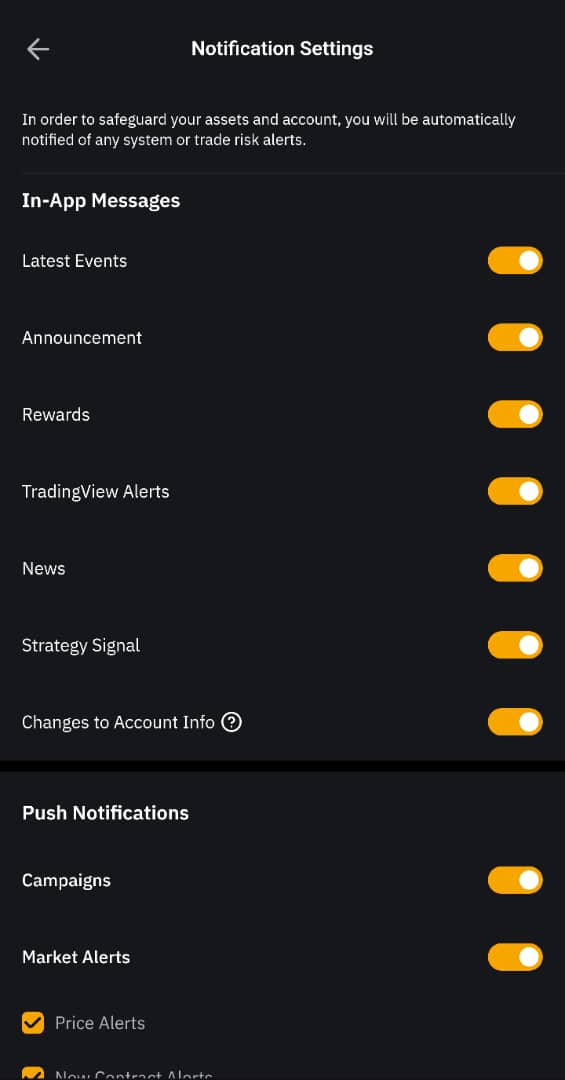 Notification Settings
In order to safeguard your assets and account, you will be automatically
notified of any system or trade risk alerts.
In-App Messages
Latest Events
Announcement
Rewards
TradingView Alerts
News
Strategy Signal
Changes to Account Info ?
Push Notifications
Campaigns
Market Alerts
Price Alerts
New Contract Alerts